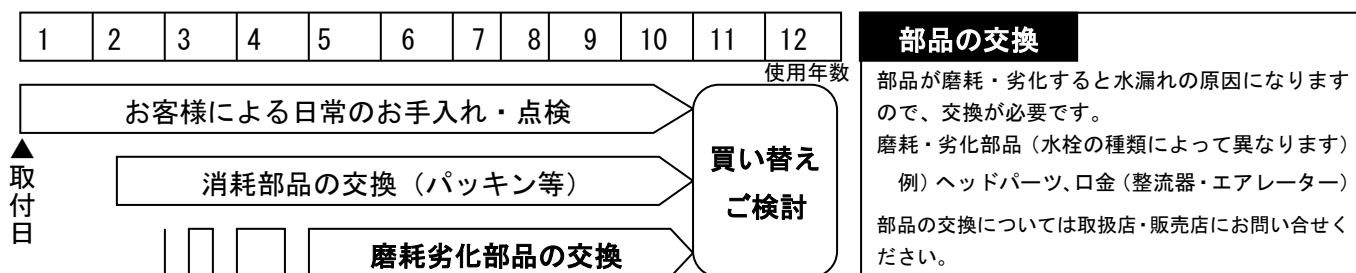 1 2 3 4 5 6 7 8 9 10 11 12
使用年数
お客様による日常のお手入れ・点検
▲
取付日
消耗部品の交換（パッキン等）
磨耗劣化部品の交換
買い替え
ご検討
部品の交換
部品が磨耗・劣化すると水漏れの原因になります
ので、交換が必要です。
磨耗・劣化部品（水栓の種類によって異なります）
例）ヘッドパーツ、口金（整流器・エアレーター）
部品の交換については取扱店・販売店にお問い合せく
ださい。